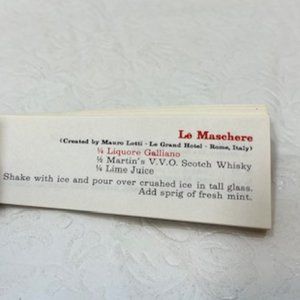 Le Maschere
(Created by Mauro Lotti - Le Grand Hotel - Rome, Italy)
¼ Liquore Galliano
½ Martin's V.V.O. Scotch Whisky
¼ Lime Juice
Shake with ice and pour over crushed ice in tall glass.
Add sprig of fresh mint.